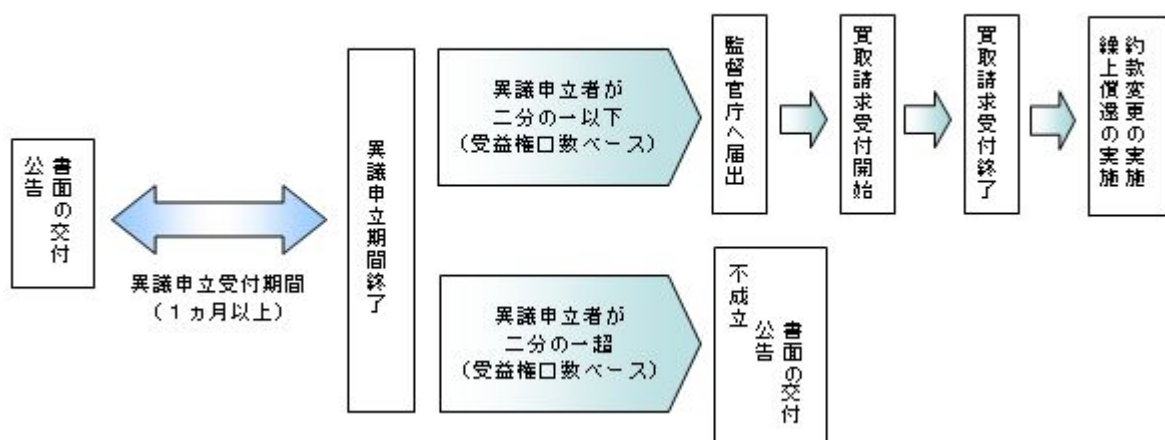 書面の交付
公告
異議申立受付期間
(1ヵ月以上)
異議申立期間終了
異議申立者が
二分の一以下
(受益権口数ベース)
監督官庁へ届出
買取請求受付開始
買取請求受付終了
約款変更の実施
繰上償還の実施
異議申立者が
二分の一超
(受益権口数ベース)
不成立
書面の交付
公告